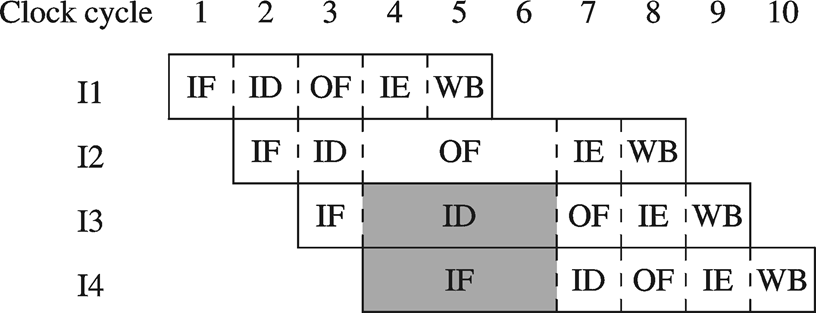 Clock cycle 1 2 3 4 5 6 7 8 9 10
I1 IF ID OF IE WB
I2 IF ID OF IE WB
I3 IF ID OF IE WB
I4 IF ID OF IE WB